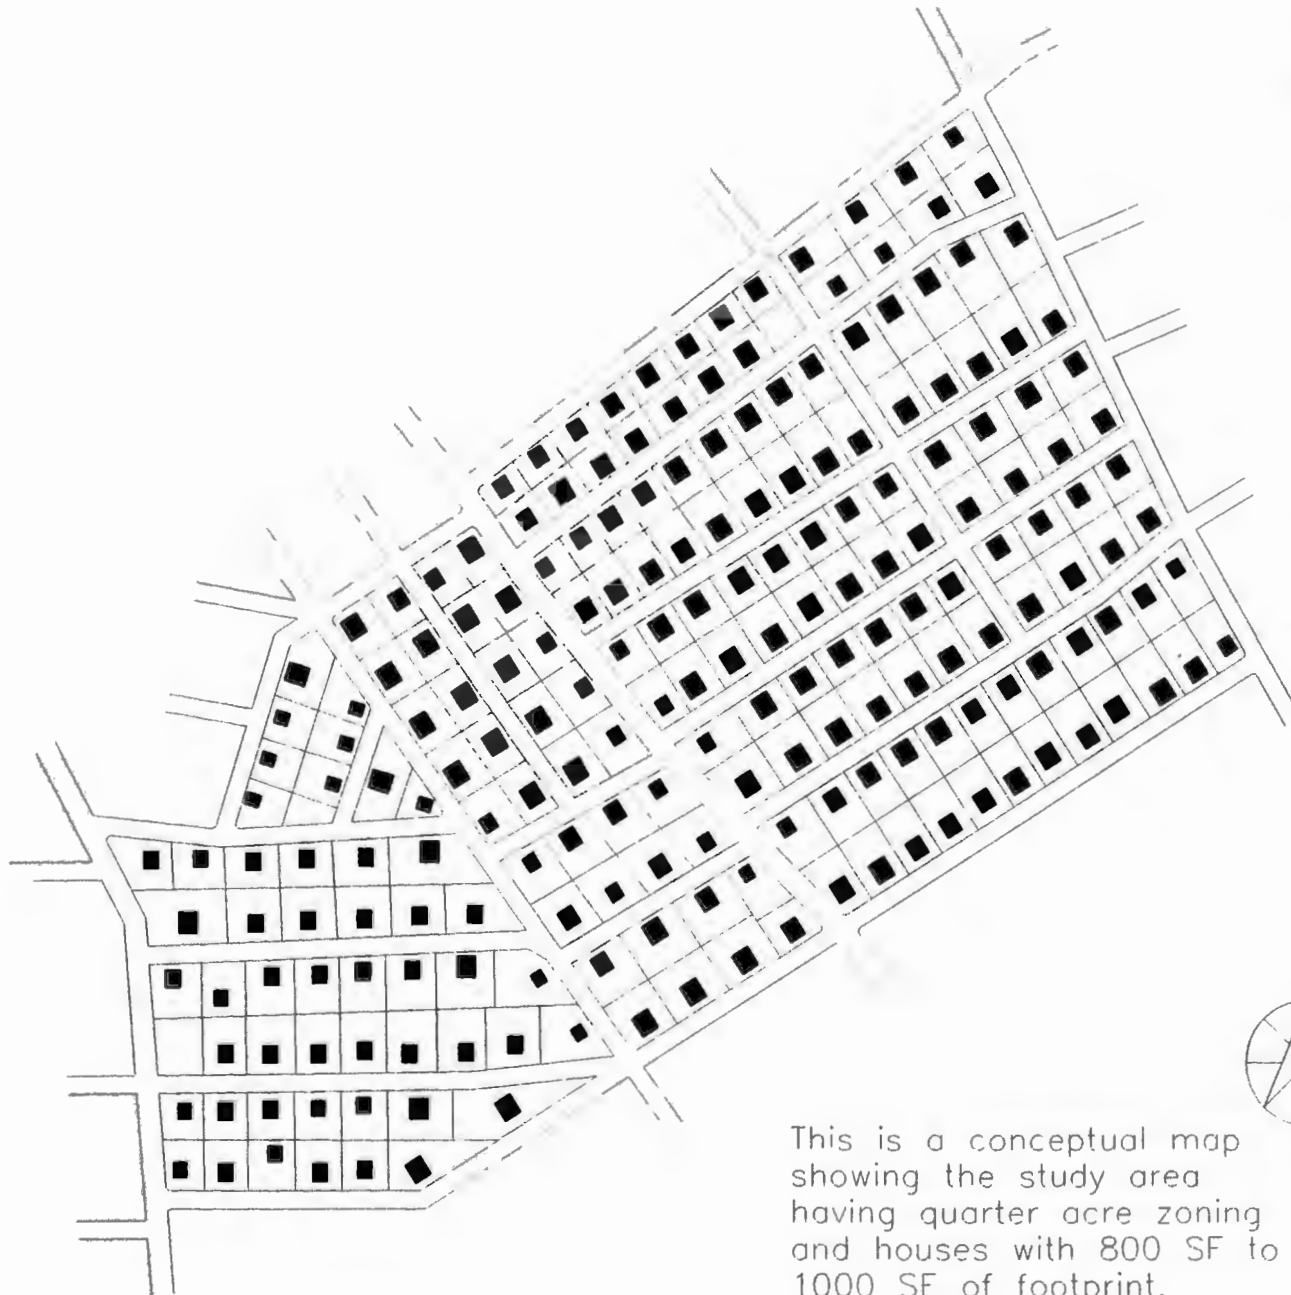 This is a conceptual map
showing the study area
having quarter acre zoning
and houses with 800 SF to
1000 SF of footprint.